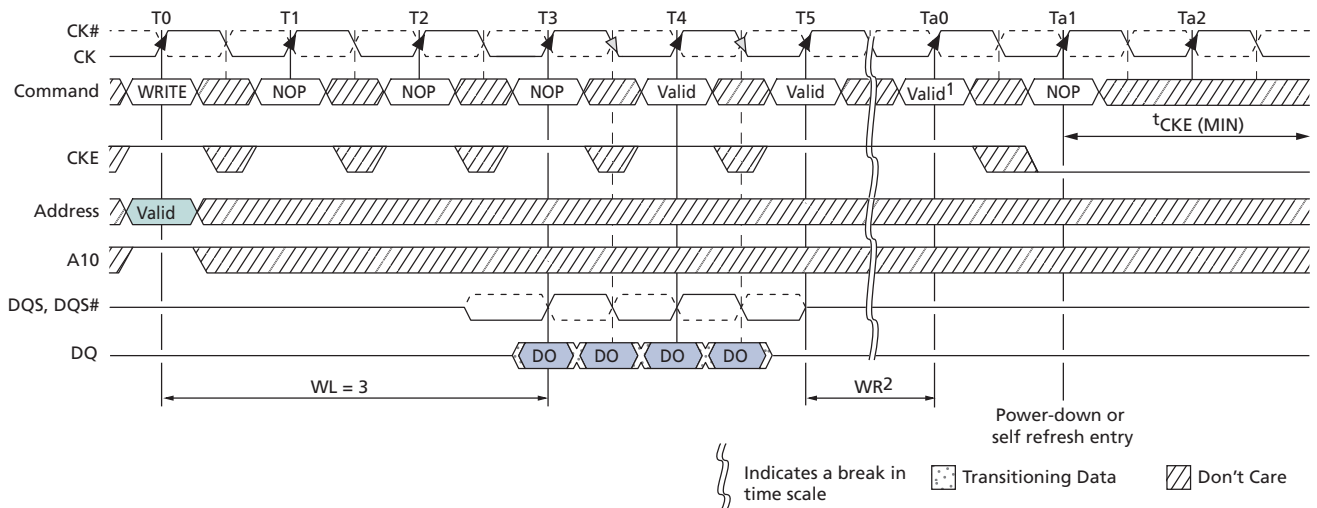 T0 T1 T2 T3 T4 T5 Ta0 Ta1 Ta2
CK#
CK
Command WRITE NOP NOP NOP Valid Valid Valid1 NOP
tCKE (MIN)
CKE
Address Valid
A10
DQS, DQS#
DQ DO DO DO DO
WL = 3 WR2
Power-down or
self refresh entry
Indicates a break in
time scale
Transitioning Data
Don't Care